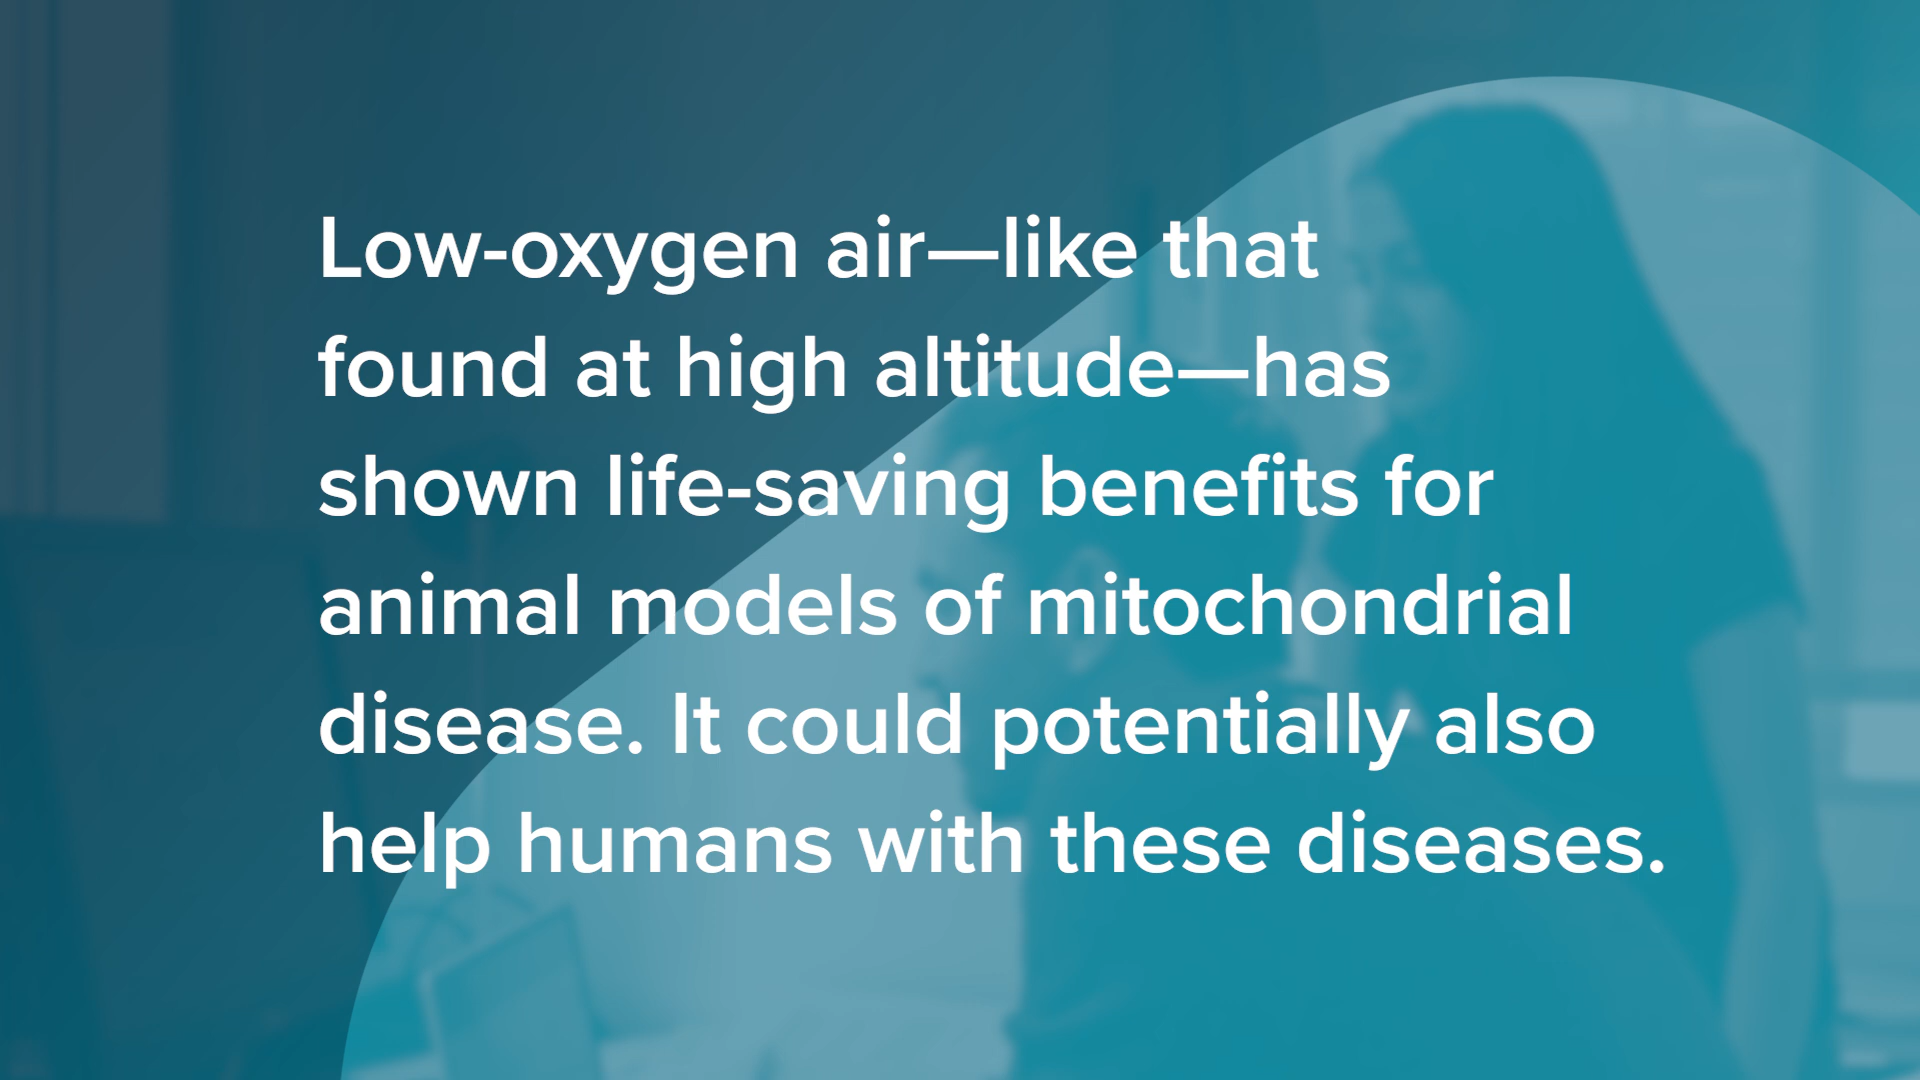 Low-oxygen air—like that
found at high altitude—has
shown life-saving benefits for
animal models of mitochondrial
disease. It could potentially also
help humans with these diseases.